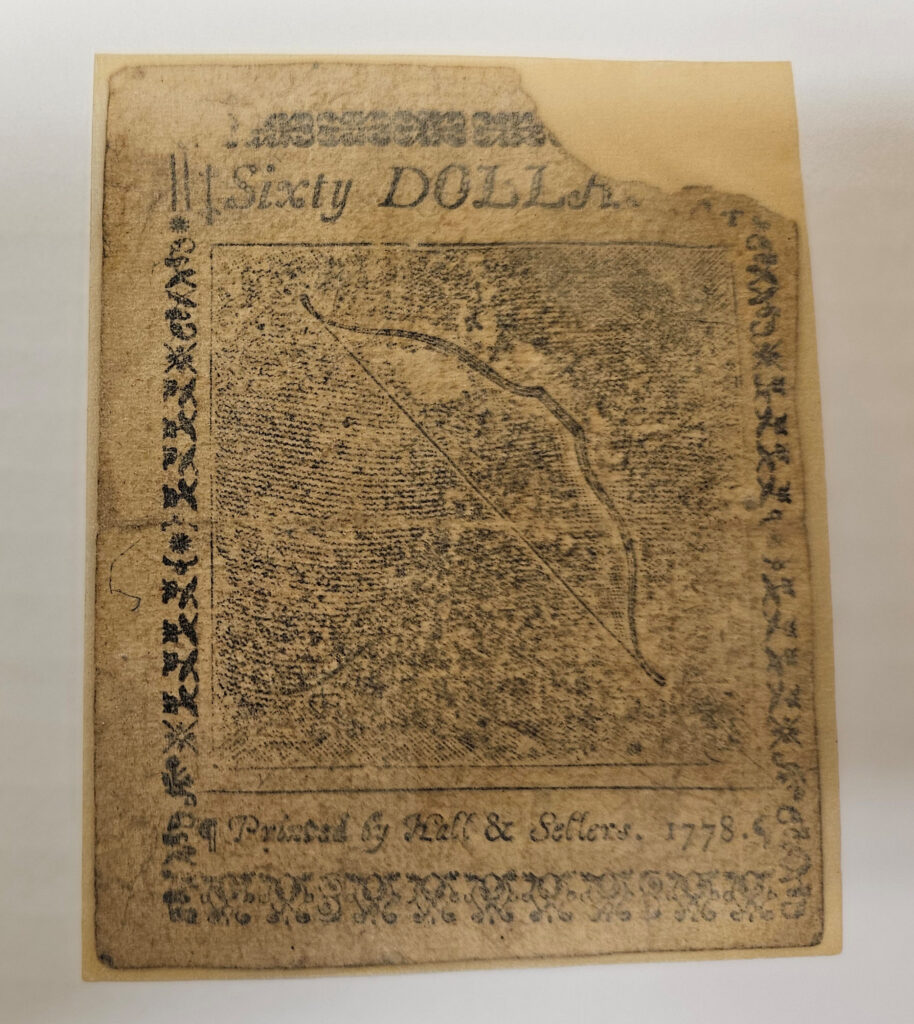 ‡Sixty DOLLA
¶ Printed by Hall & Sellers. 1778.